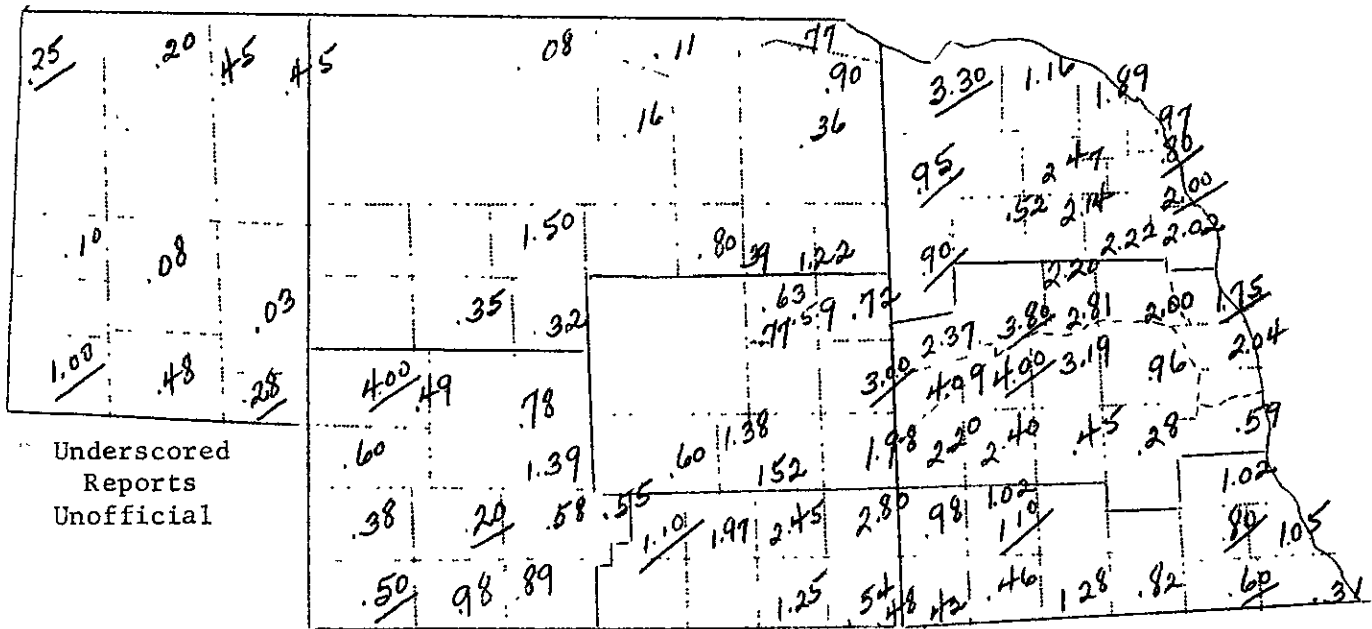 .25 .20 .45 .45 .08 .11 .77
.90 3.30 1.16 1.89
.16 .36 .97
.95 2.47 .80
.52 2.14 2.00
1.50 .80 .39 1.22 .90 2.22 2.02
.10 .08 2.20
.03 .35 .32 .63 .77 .59 .72 3.80 2.81 2.00 1.75
2.37 2.04
1.00 .48 .28 4.00 .49 .78 3.00 4.09 4.00 3.19 .96
.60 1.39 .60 1.38 1.98 2.20 2.40 .45 .28 .59
Underscored
Reports
Unofficial
152 1.02
.38 .20 .58 .55 1.10 1.97 2.45 2.80 .98 1.02 1.10 .80 1.05
.50 .98 .89 1.25 .54 .48 .42 .46 1.28 .82 .60 .31